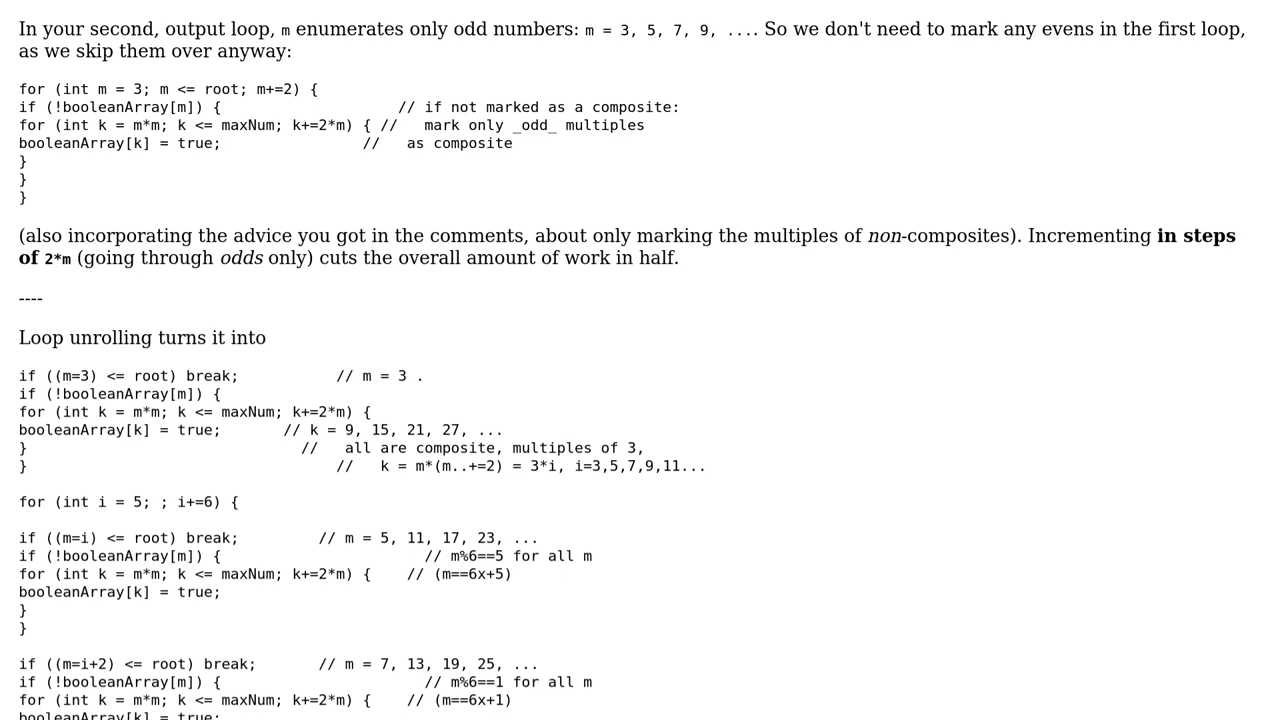 In your second, output loop, m enumerates only odd numbers: m = 3, 5, 7, 9, .... So we don't need to mark any evens in the first loop,
as we skip them over anyway:
for (int m = 3; m <= root; m+=2) {
if (!booleanArray[m]) {                    // if not marked as a composite:
for (int k = m*m; k <= maxNum; k+=2*m) { //   mark only _odd_ multiples
booleanArray[k] = true;                //   as composite
}
}
}
(also incorporating the advice you got in the comments, about only marking the multiples of non-composites). Incrementing in steps
of 2*m (going through odds only) cuts the overall amount of work in half.
----
Loop unrolling turns it into
if ((m=3) <= root) break;           // m = 3 .
if (!booleanArray[m]) {
for (int k = m*m; k <= maxNum; k+=2*m) {
booleanArray[k] = true;       // k = 9, 15, 21, 27, ...
}                               //   all are composite, multiples of 3,
}                                   //   k = m*(m..+=2) = 3*i, i=3,5,7,9,11...
for (int i = 5; ; i+=6) {
if ((m=i) <= root) break;         // m = 5, 11, 17, 23, ...
if (!booleanArray[m]) {                       // m%6==5 for all m
for (int k = m*m; k <= maxNum; k+=2*m) {    // (m==6x+5)
booleanArray[k] = true;
}
}
if ((m=i+2) <= root) break;       // m = 7, 13, 19, 25, ...
if (!booleanArray[m]) {                       // m%6==1 for all m
for (int k = m*m; k <= maxNum; k+=2*m) {    // (m==6x+1)
booleanArray[k] = true;